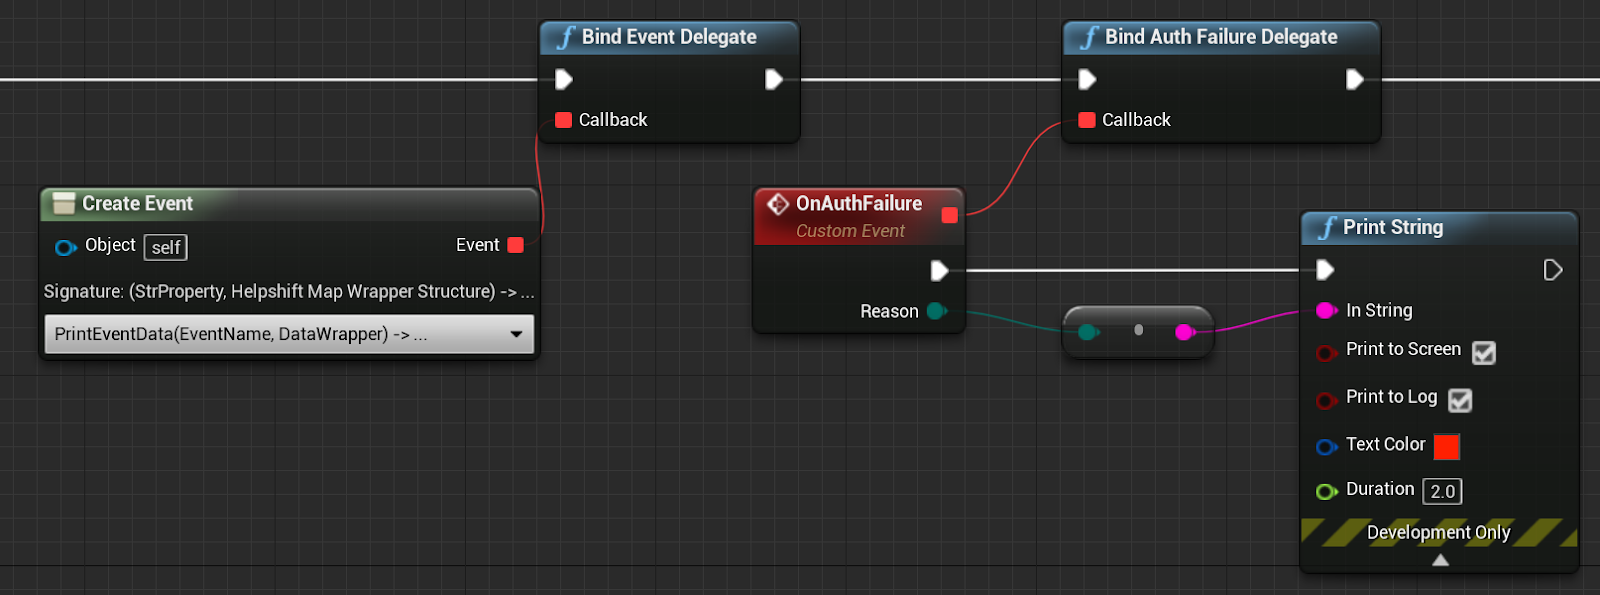 Bind Event Delegate
Callback
Bind Auth Failure Delegate
Callback
Create Event
Object self
Event
Signature: (StrProperty, Helpshift Map Wrapper Structure) -> ...
PrintEventData(EventName, DataWrapper) -> ...
OnAuthFailure
Custom Event
Reason
Print String
In String
Print to Screen
Print to Log
Text Color
Duration 2.0
Development Only